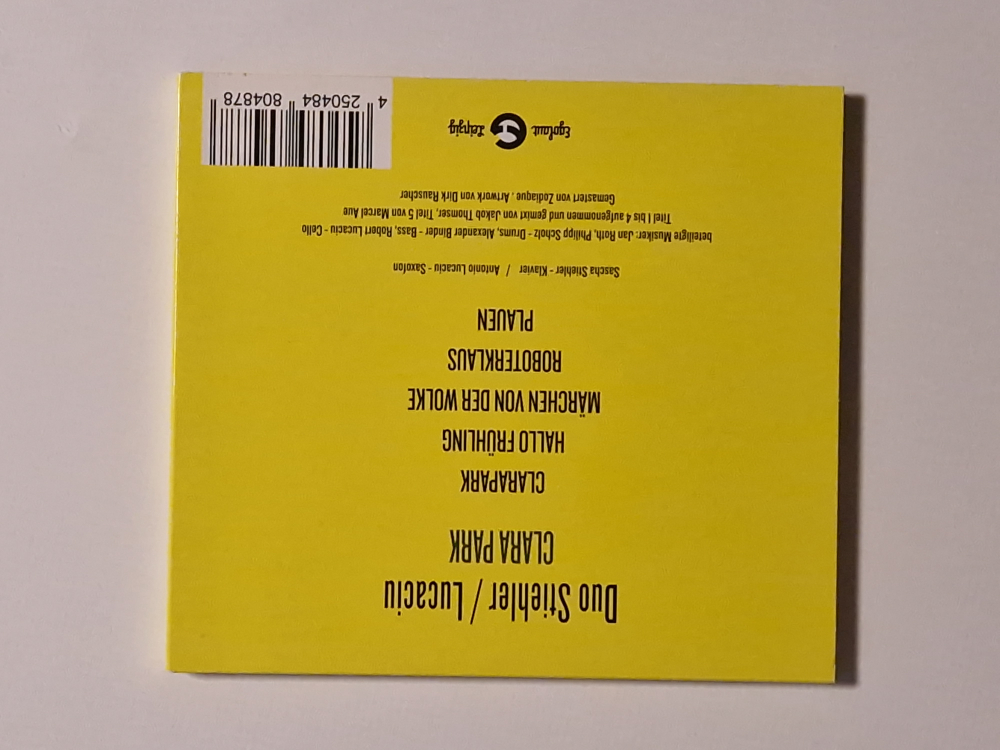 Duo Stiehler / Lucaciu
CLARA PARK
CLARAPARK
HALLO FRÜHLING
MÄRCHEN VON DER WOLKE
ROBOTERKLAUS
PLAUEN
Sascha Stiehler - Klavier / Antonio Lucaciu - Saxofon
beteiligte Musiker: Jan Roth, Philipp Scholz - Drums, Alexander Binder - Bass, Robert Lucaciu - Cello
Titel 1 bis 4 aufgenommen und gemixt von Jakob Thomser, Titel 5 von Marcel Aue
Gemastert von Zodiaque . Artwork von Dirk Rauscher
Egolaut Leipzig
4 250484 804878